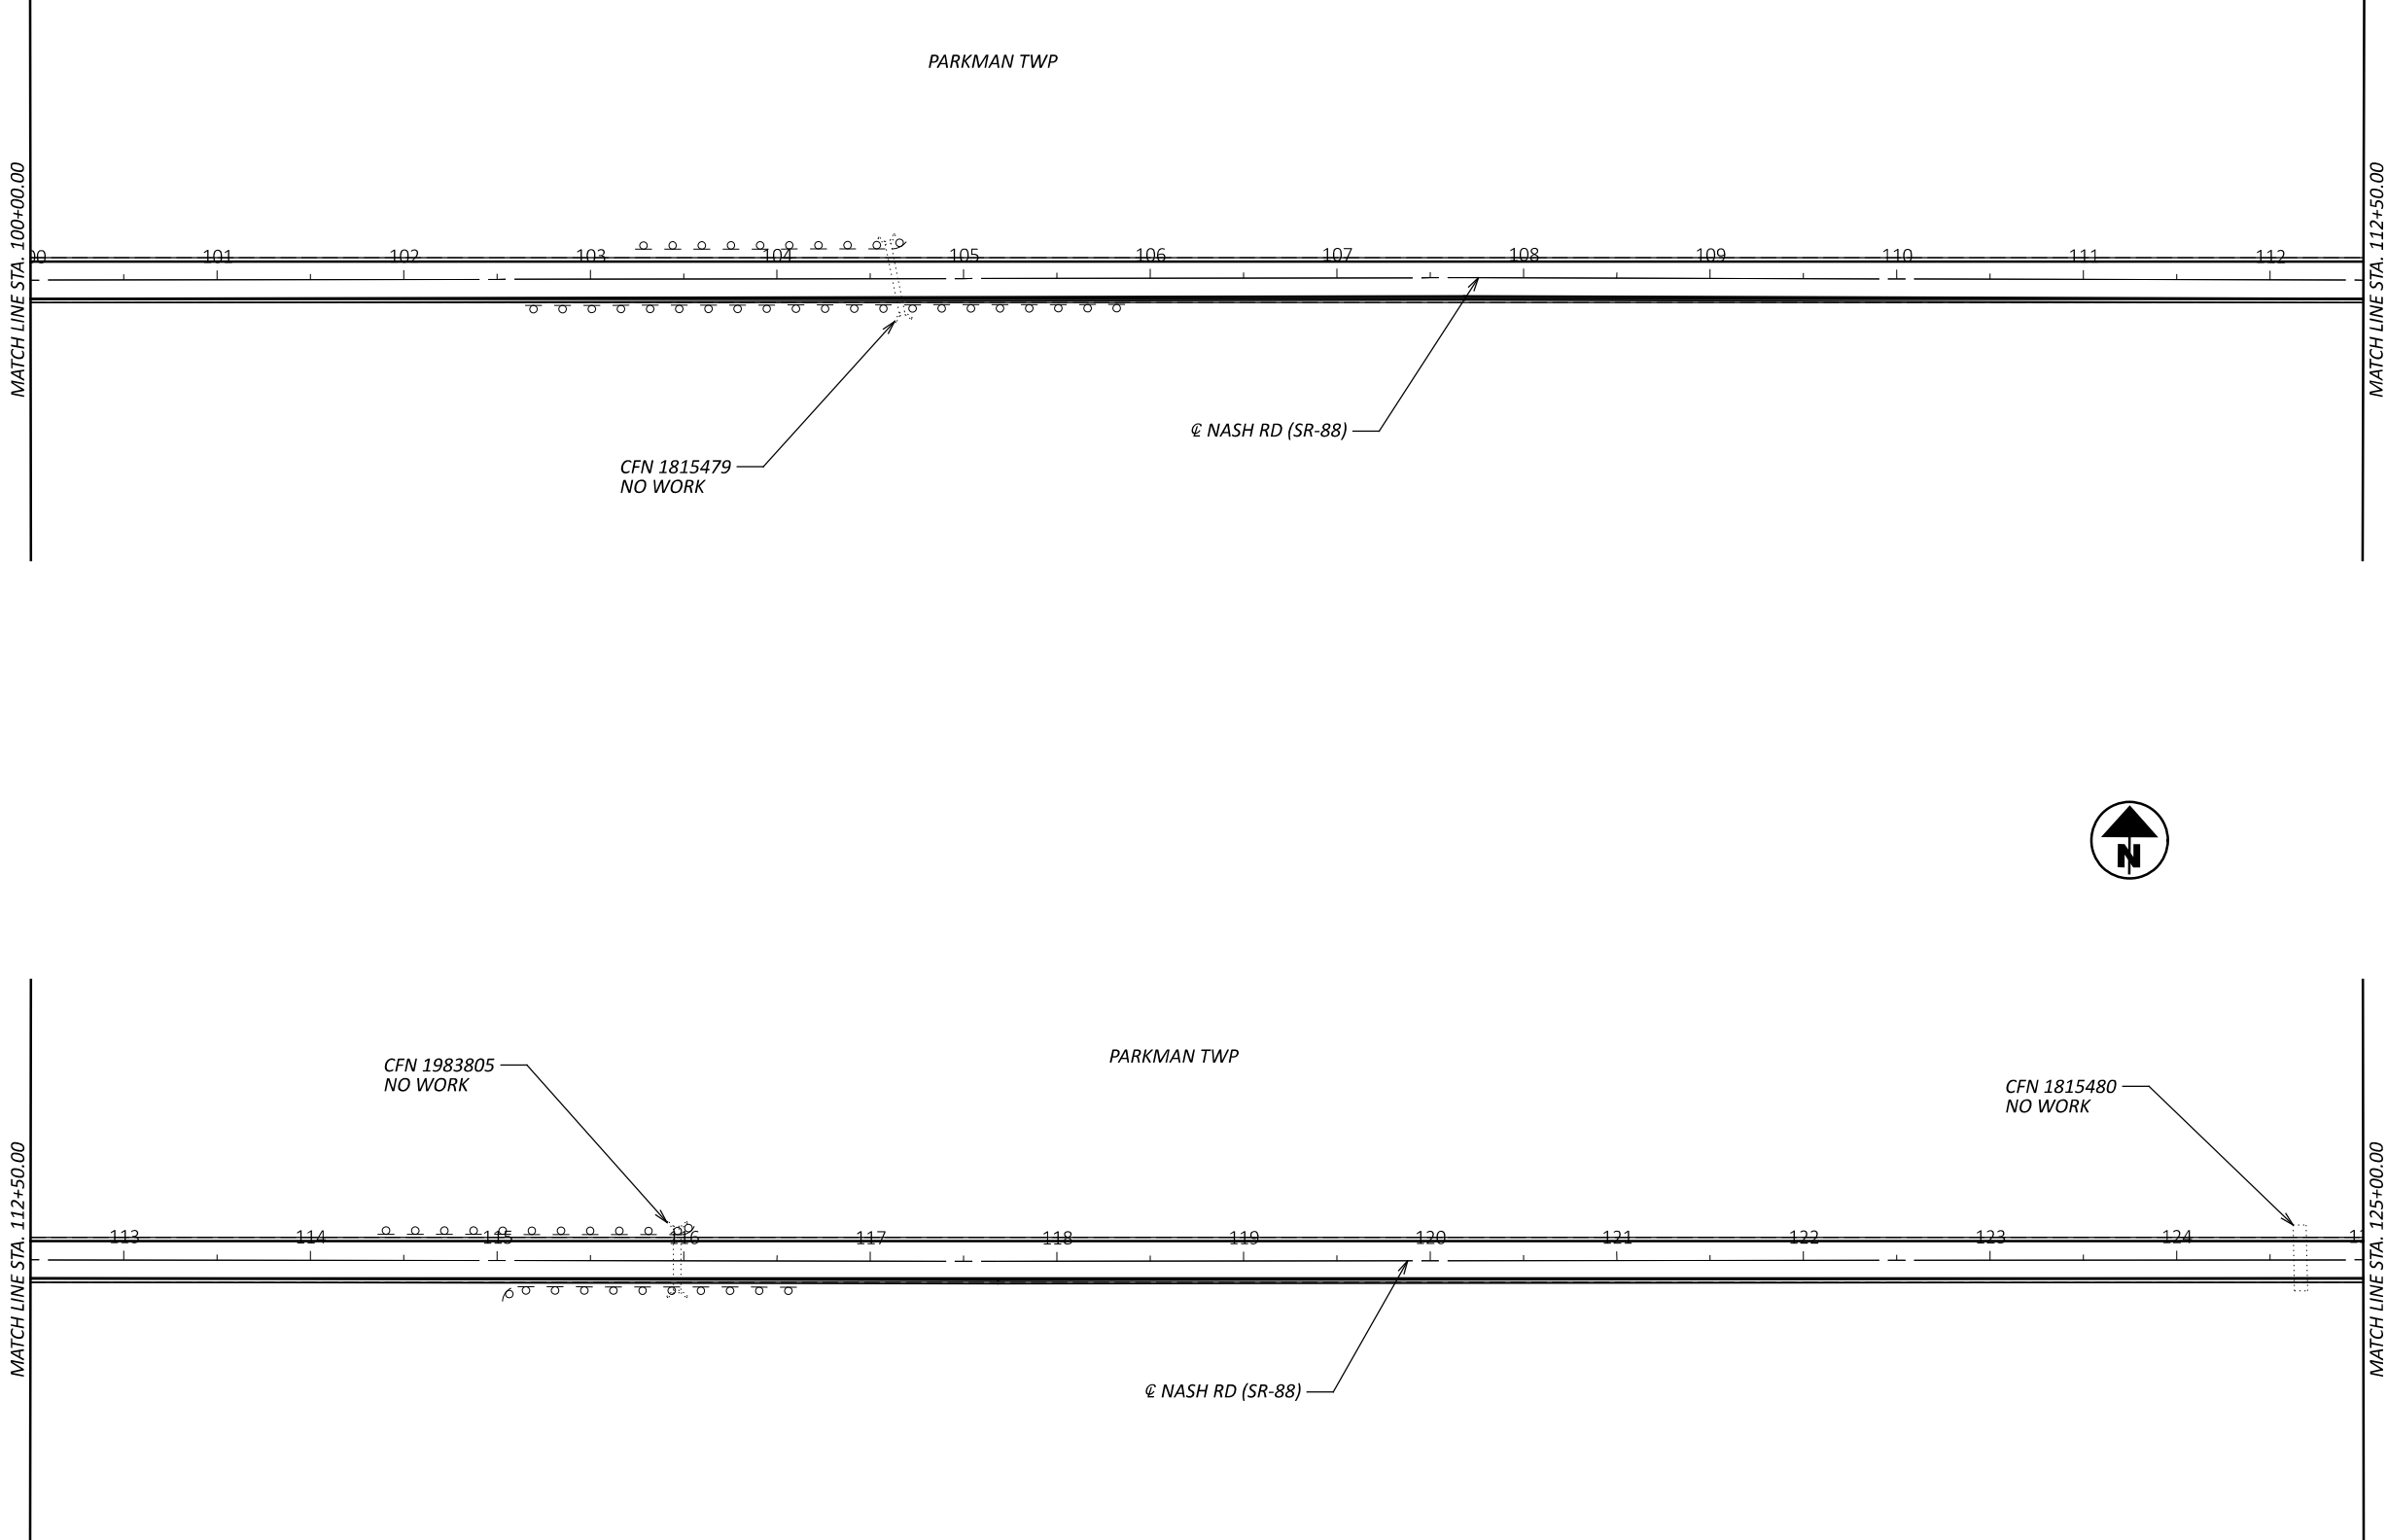 PARKMAN TWP
MATCH LINE STA. 100+00.00
MATCH LINE STA. 112+50.00
00 101 102 103 104 105 106 107 108 109 110 111 112
℄ NASH RD (SR-88)
CFN 1815479
NO WORK
N
PARKMAN TWP
CFN 1983805
NO WORK
CFN 1815480
NO WORK
MATCH LINE STA. 112+50.00
MATCH LINE STA. 125+00.00
113 114 115 116 117 118 119 120 121 122 123 124
℄ NASH RD (SR-88)